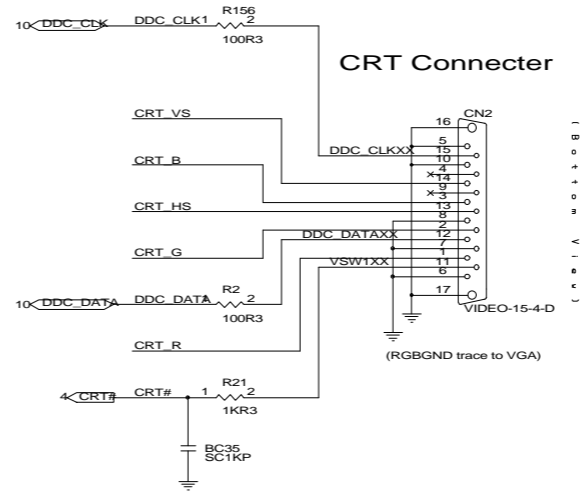 R156
10 DDC_CLK DDC_CLK1 2
100R3
CRT Connecter
CN2
CRT_VS
16
5
DDC_CLKXX 15
10
CRT_B
4
14
9
3
CRT_HS
13
8
2
CRT_G
DDC_DATAXX 12
7
1
VSW1XX 11
6
R2
10 DDC_DATA DDC_DATA 1 2
100R3
17
VIDEO-15-4-D
CRT_R
(RGBGND trace to VGA)
R21
4 CRT# CRT# 1 2
1KR3
BC35
SC1KP